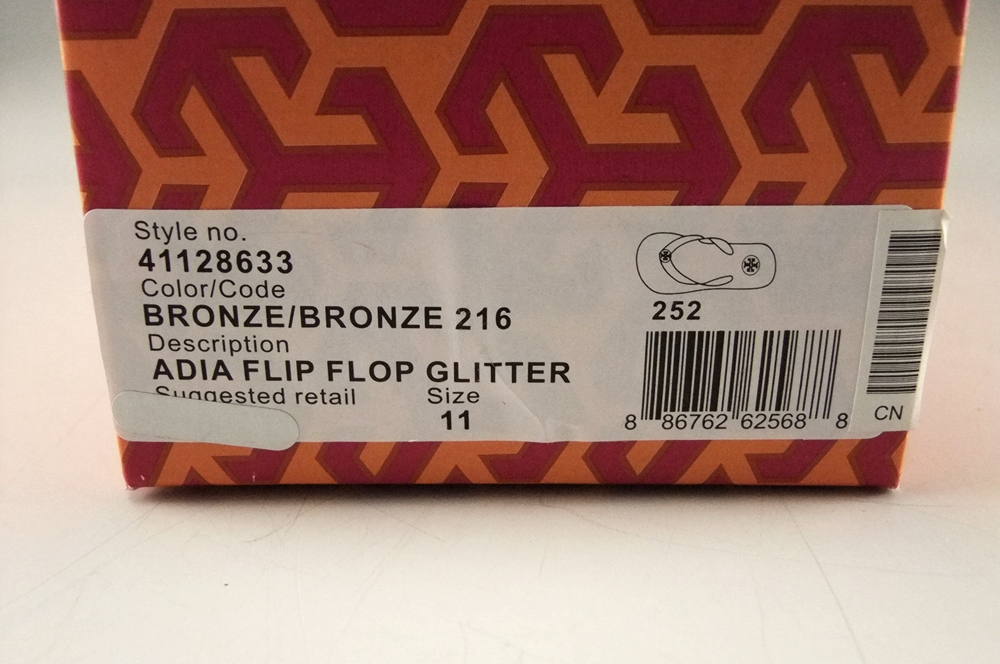 Style no.
41128633
Color/Code
BRONZE/BRONZE 216
Description
ADIA FLIP FLOP GLITTER
Suggested retail Size
11
252
8 86762 62568 8
CN